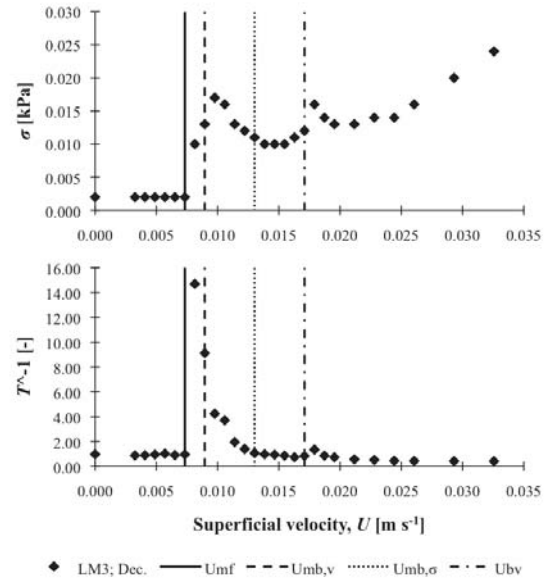 0.030
0.025
0.020
0.015
0.010
0.005
0.000
σ [kPa]
0.000 0.005 0.010 0.015 0.020 0.025 0.030 0.035
16.00
14.00
12.00
10.00
8.00
6.00
4.00
2.00
0.00
T^-1 [-]
0.000 0.005 0.010 0.015 0.020 0.025 0.030 0.035
Superficial velocity, U [m s⁻¹]
LM3; Dec. Umf Umb,v Umb,σ Ubv